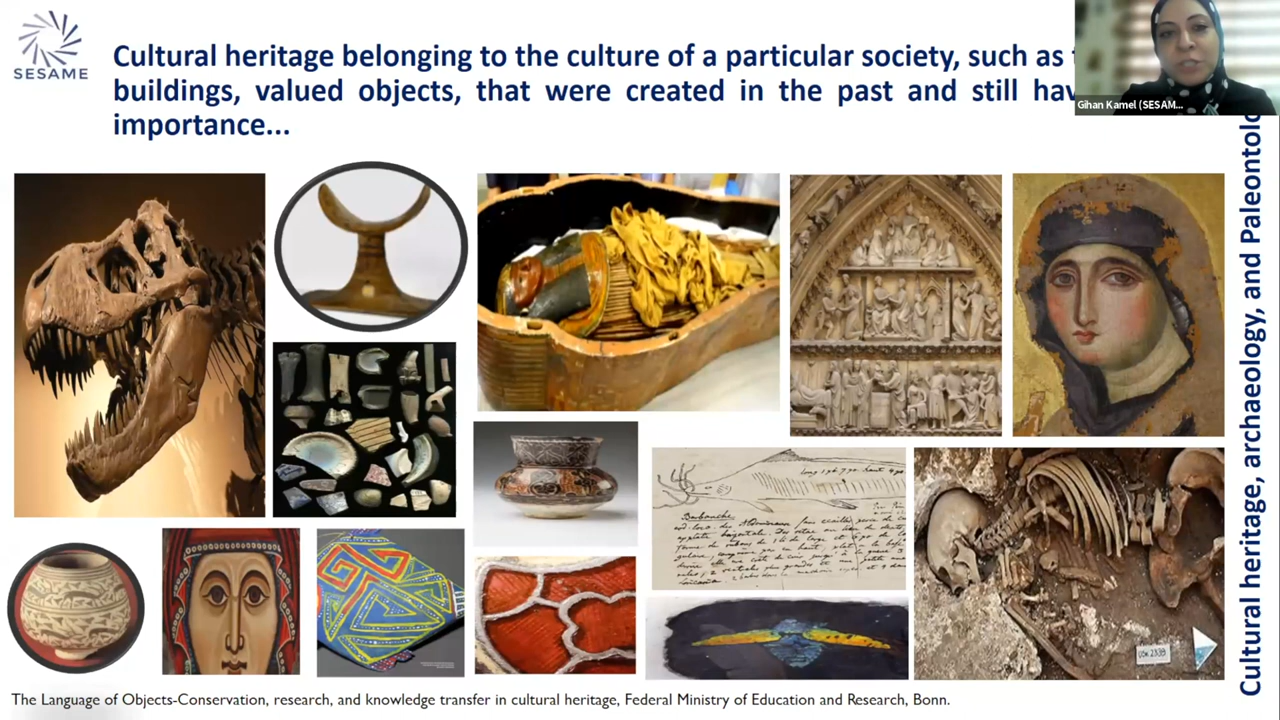 SESAME
Cultural heritage belonging to the culture of a particular society, such as
buildings, valued objects, that were created in the past and still
importance...
Gihan Kamel (SESAM...
Cultural heritage, archaeology, and
Barbanche
The Language of Objects-Conservation, research, and knowledge transfer in cultural heritage, Federal Ministry of Education and Research, Bonn.